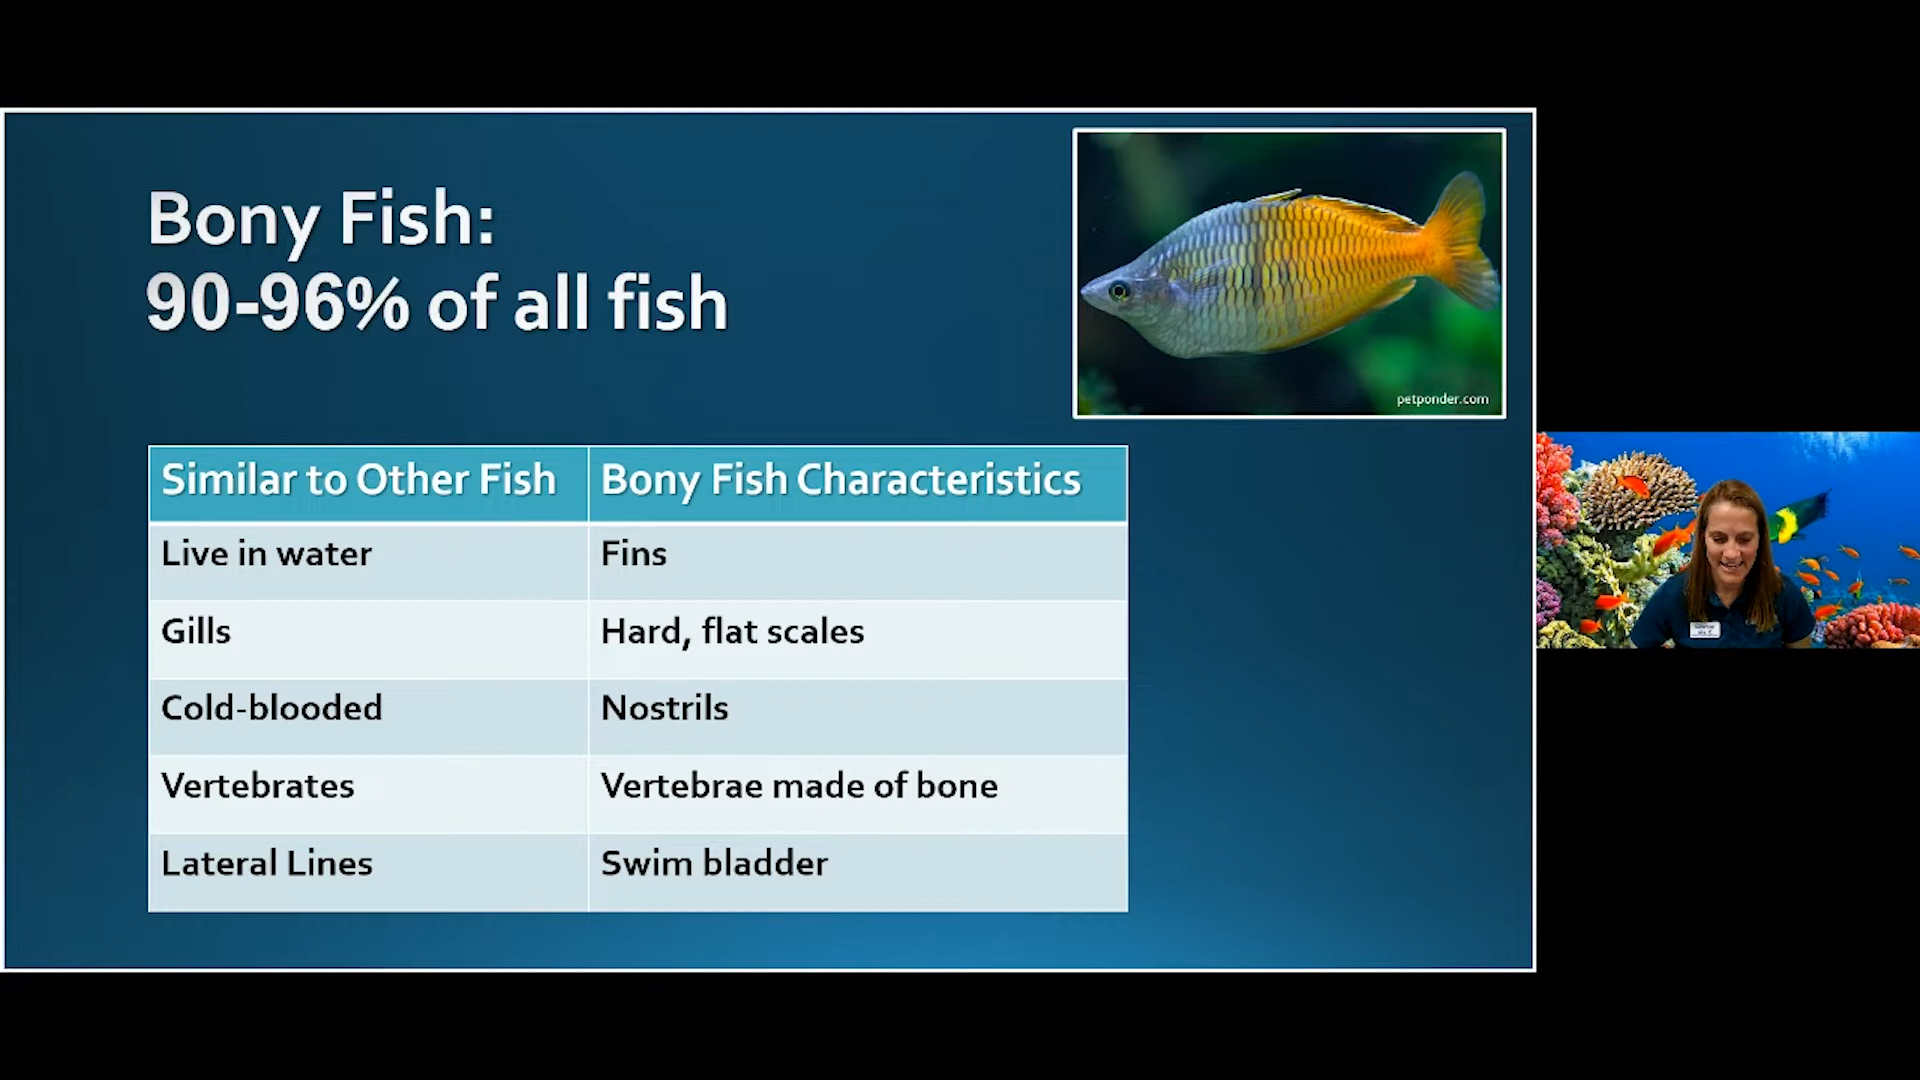 Bony Fish:
90-96% of all fish
petponder.com
Similar to Other Fish Bony Fish Characteristics
Live in water Fins
Gills Hard, flat scales
Cold-blooded Nostrils
Vertebrates Vertebrae made of bone
Lateral Lines Swim bladder